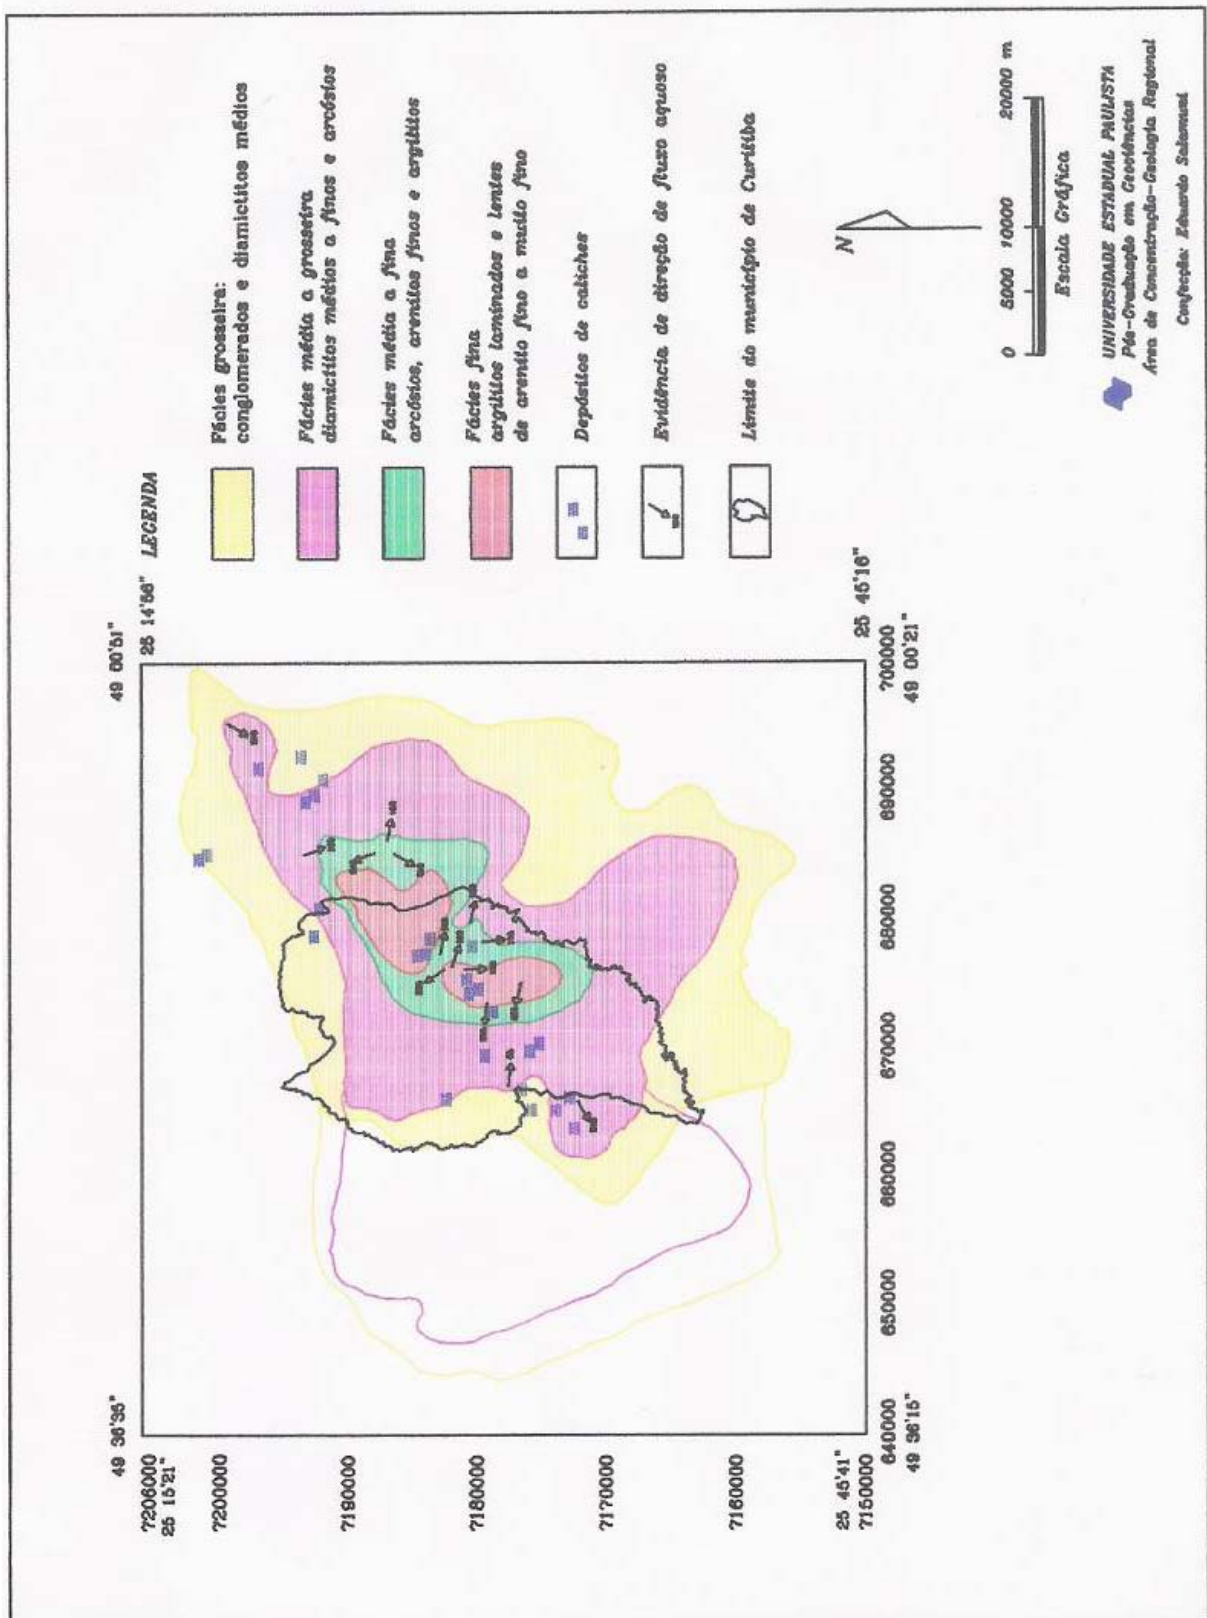 LEGENDA
Fácies grosseira:
conglomerados e diamictitos médios
Fácies média a grosseira
diamictitos médios a finos e arcósios
Fácies média a fina
arcósios, arenitos finos e argilitos
Fácies fina
argilitos laminados e lentes
de arenito fino a muito fino
Depósitos de caliches
Evidência de direção de fluxo aquoso
Limite do município de Curitiba
N
0 5000 10000 20000 m
Escala Gráfica
UNIVERSIDADE ESTADUAL PAULISTA
Pós-Graduação em Geociências
Área de Concentração-Geologia Regional
Confecção: Eduardo Salamuni
49 36'35"
49 00'51"
7206000
25 15'21"
25 14'56"
7200000
7190000
7180000
7170000
7160000
25 45'41"
7150000
25 45'16"
640000
650000
660000
670000
680000
690000
700000
49 36'15"
49 00'21"